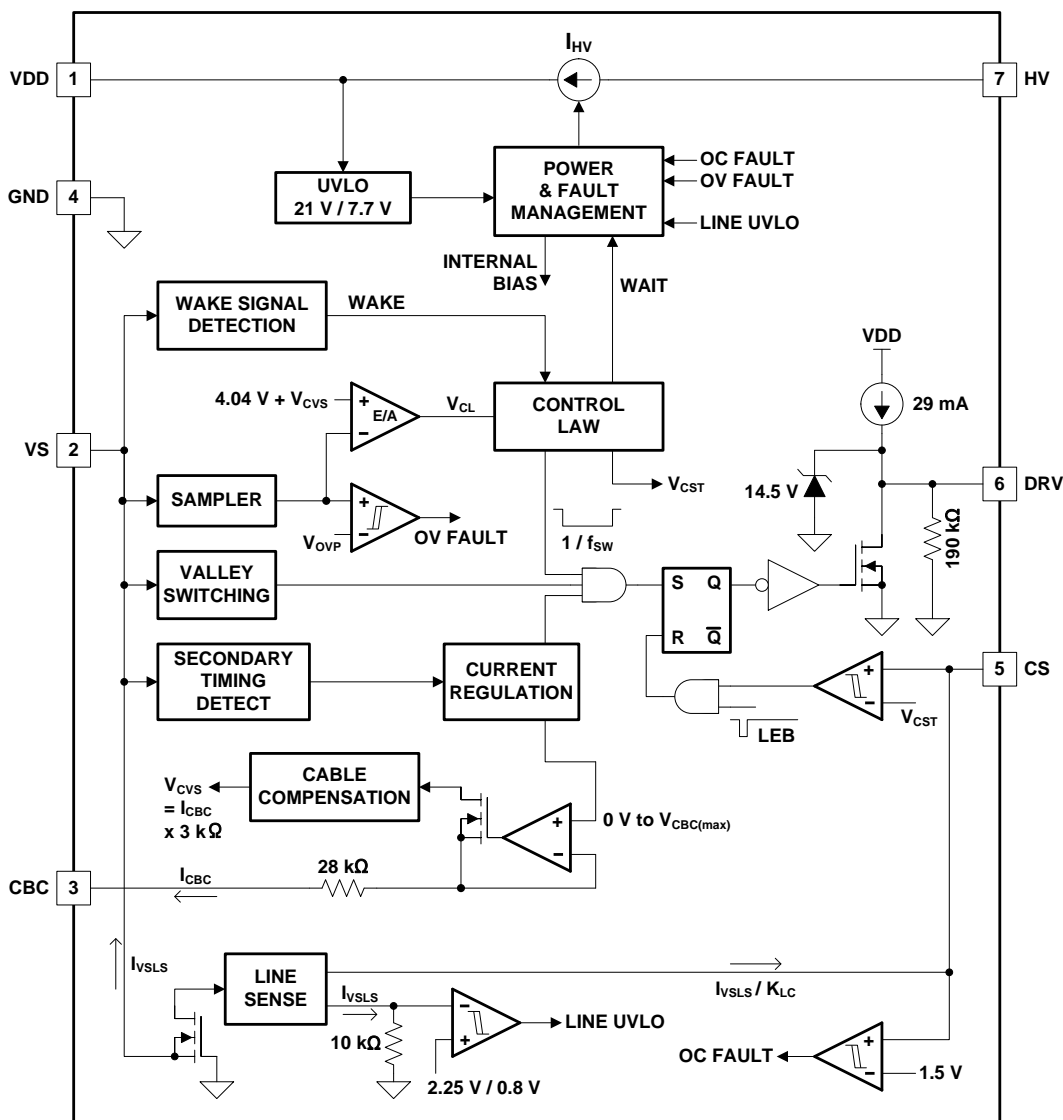 I_HV
VDD
1
7
HV
GND
4
UVLO
21 V / 7.7 V
POWER
& FAULT
MANAGEMENT
OC FAULT
OV FAULT
LINE UVLO
INTERNAL
BIAS
WAIT
WAKE SIGNAL
DETECTION
WAKE
VDD
29 mA
4.04 V + V_CVS
+
E/A
–
V_CL
CONTROL
LAW
V_CST
VS
2
SAMPLER
+
–
V_OVP
OV FAULT
14.5 V
6
DRV
190 kΩ
1 / f_SW
VALLEY
SWITCHING
S
Q
R
Q̅
SECONDARY
TIMING
DETECT
CURRENT
REGULATION
+
–
V_CST
5
CS
LEB
V_CVS
= I_CBC
x 3 kΩ
CABLE
COMPENSATION
+
–
0 V to V_CBC(max)
CBC
3
I_CBC
28 kΩ
I_VSLS
LINE
SENSE
I_VSLS
10 kΩ
–
+
LINE UVLO
2.25 V / 0.8 V
I_VSLS / K_LC
OC FAULT
+
–
1.5 V